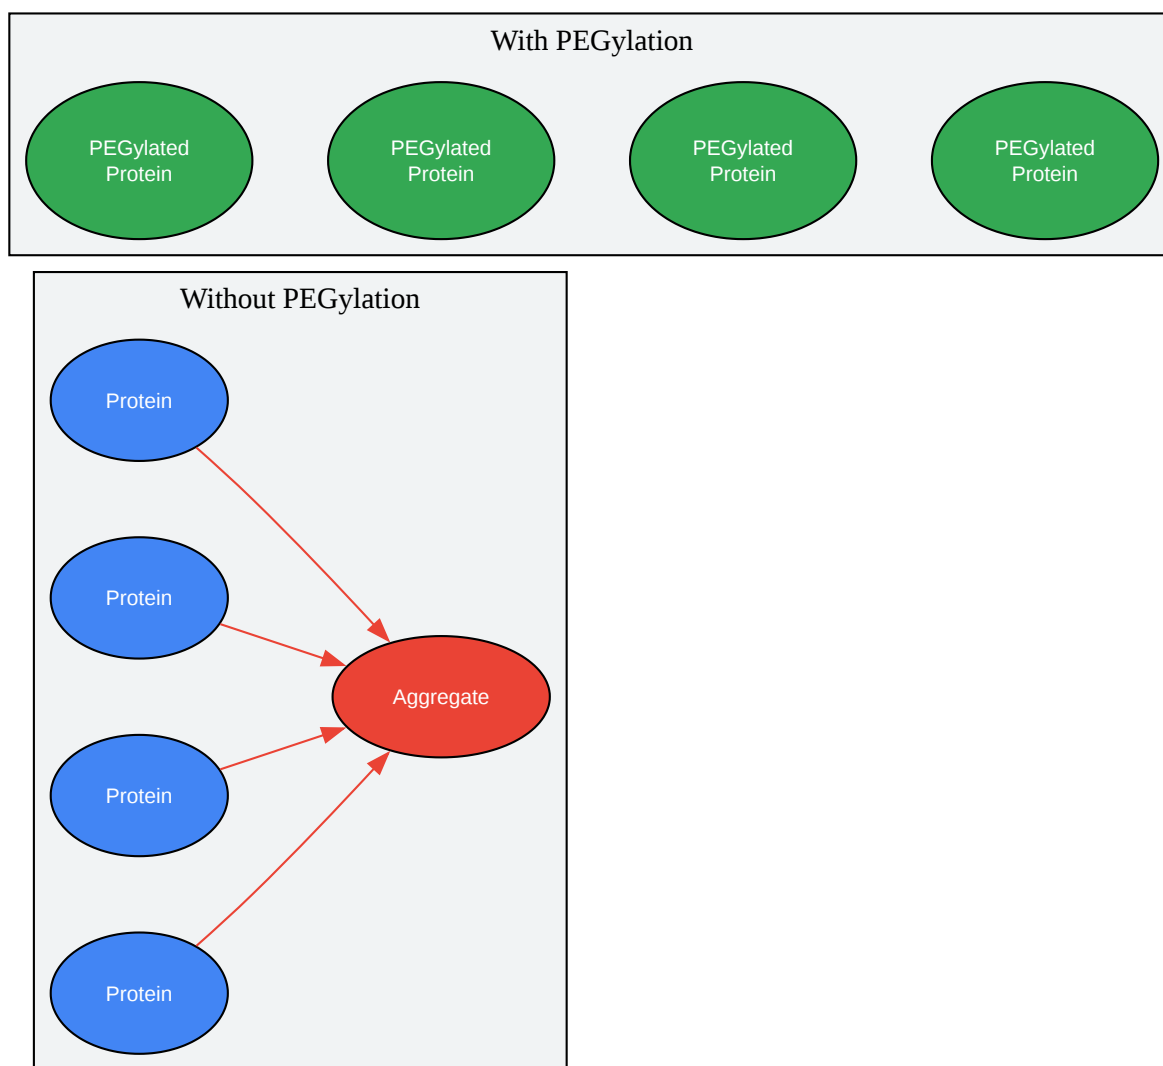 With PEGylation
PEGylated
Protein
PEGylated
Protein
PEGylated
Protein
PEGylated
Protein
Without PEGylation
Protein
Protein
Aggregate
Protein
Protein